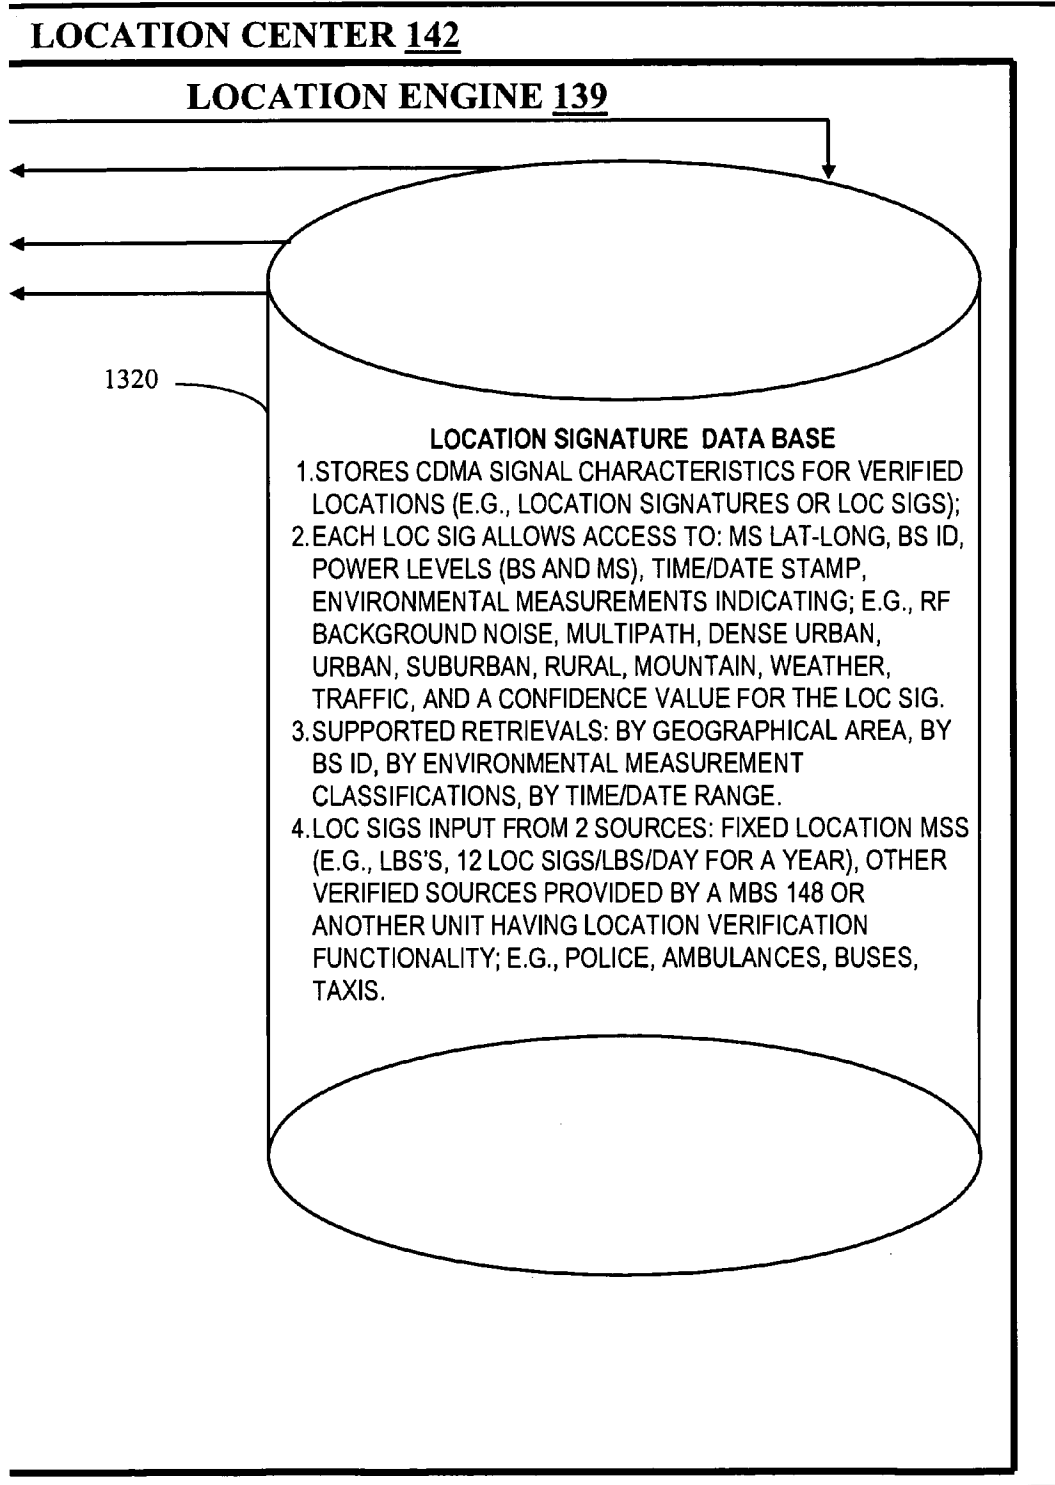 LOCATION CENTER 142
LOCATION ENGINE 139
1320
LOCATION SIGNATURE DATA BASE
1.STORES CDMA SIGNAL CHARACTERISTICS FOR VERIFIED
LOCATIONS (E.G., LOCATION SIGNATURES OR LOC SIGS);
2.EACH LOC SIG ALLOWS ACCESS TO: MS LAT-LONG, BS ID,
POWER LEVELS (BS AND MS), TIME/DATE STAMP,
ENVIRONMENTAL MEASUREMENTS INDICATING; E.G., RF
BACKGROUND NOISE, MULTIPATH, DENSE URBAN,
URBAN, SUBURBAN, RURAL, MOUNTAIN, WEATHER,
TRAFFIC, AND A CONFIDENCE VALUE FOR THE LOC SIG.
3.SUPPORTED RETRIEVALS: BY GEOGRAPHICAL AREA, BY
BS ID, BY ENVIRONMENTAL MEASUREMENT
CLASSIFICATIONS, BY TIME/DATE RANGE.
4.LOC SIGS INPUT FROM 2 SOURCES: FIXED LOCATION MSS
(E.G., LBS'S, 12 LOC SIGS/LBS/DAY FOR A YEAR), OTHER
VERIFIED SOURCES PROVIDED BY A MBS 148 OR
ANOTHER UNIT HAVING LOCATION VERIFICATION
FUNCTIONALITY; E.G., POLICE, AMBULANCES, BUSES,
TAXIS.